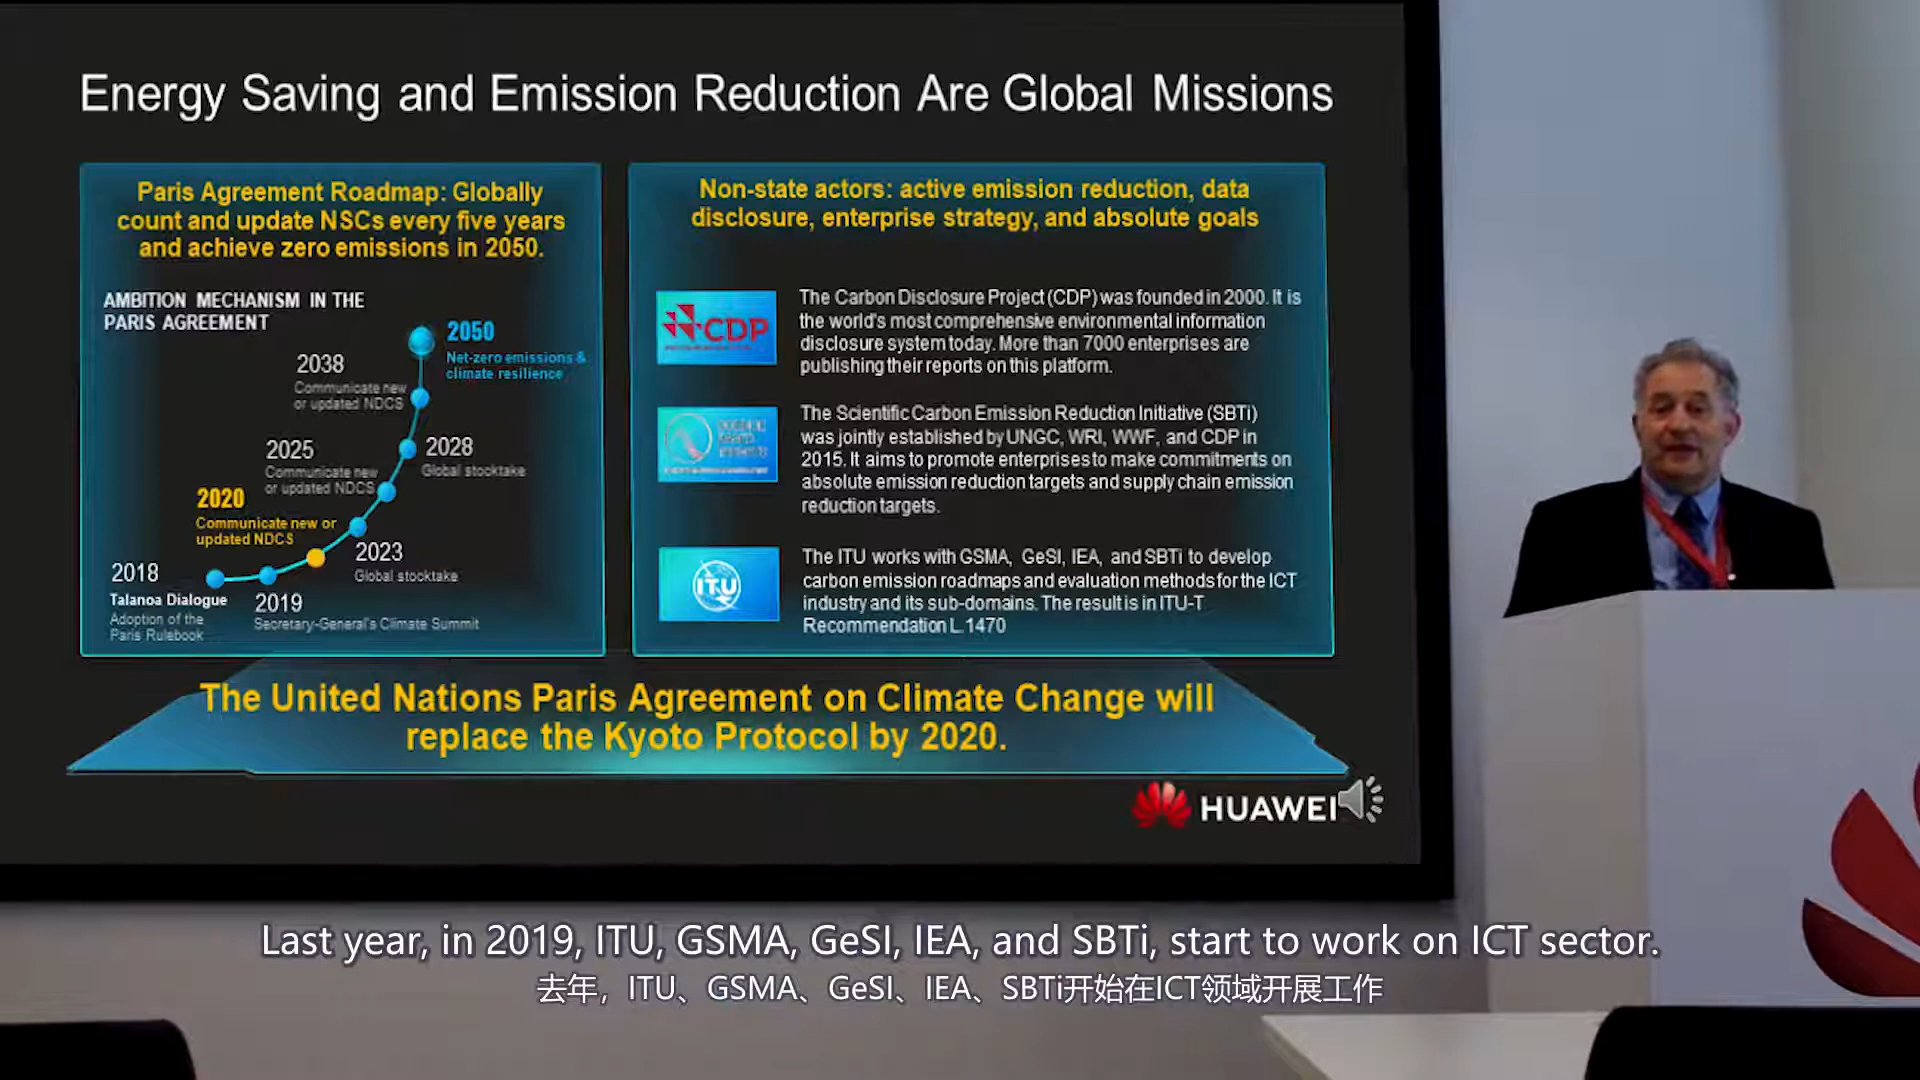 Energy Saving and Emission Reduction Are Global Missions
Paris Agreement Roadmap: Globally
count and update NSCs every five years
and achieve zero emissions in 2050.
AMBITION MECHANISM IN THE
PARIS AGREEMENT
2050
Net-zero emissions &
climate resilience
2038
Communicate new
or updated NDCS
2028
Global stocktake
2025
Communicate new
or updated NDCS
2020
Communicate new or
updated NDCS
2023
Global stocktake
2018
Talanoa Dialogue
Adoption of the
Paris Rulebook
2019
Secretary-General's Climate Summit
Non-state actors: active emission reduction, data
disclosure, enterprise strategy, and absolute goals
CDP
The Carbon Disclosure Project (CDP) was founded in 2000. It is
the world's most comprehensive environmental information
disclosure system today. More than 7000 enterprises are
publishing their reports on this platform.
The Scientific Carbon Emission Reduction Initiative (SBTi)
was jointly established by UNGC, WRI, WWF, and CDP in
2015. It aims to promote enterprises to make commitments on
absolute emission reduction targets and supply chain emission
reduction targets.
ITU
The ITU works with GSMA, GeSI, IEA, and SBTi to develop
carbon emission roadmaps and evaluation methods for the ICT
industry and its sub-domains. The result is in ITU-T
Recommendation L.1470
The United Nations Paris Agreement on Climate Change will
replace the Kyoto Protocol by 2020.
HUAWEI
Last year, in 2019, ITU, GSMA, GeSI, IEA, and SBTi, start to work on ICT sector.
去年，ITU、GSMA、GeSI、IEA、SBTi开始在ICT领域开展工作